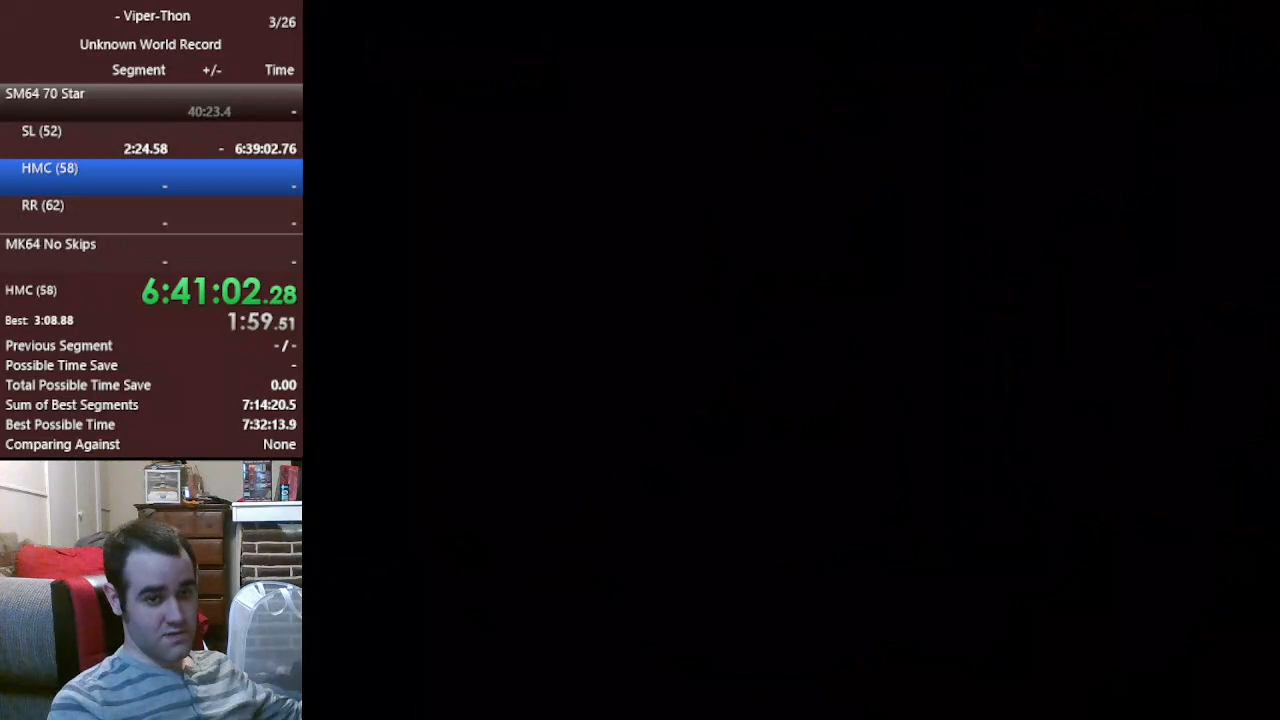 - Viper-Thon
3/26
Unknown World Record
Segment +/- Time
SM64 70 Star
40:23.4 -
SL (52)
2:24.58 - 6:39:02.76
HMC (58)
- -
RR (62)
- -
MK64 No Skips
- -
HMC (58) 6:41:02.28
Best: 3:08.88 1:59.51
Previous Segment - / -
Possible Time Save -
Total Possible Time Save 0.00
Sum of Best Segments 7:14:20.5
Best Possible Time 7:32:13.9
Comparing Against None